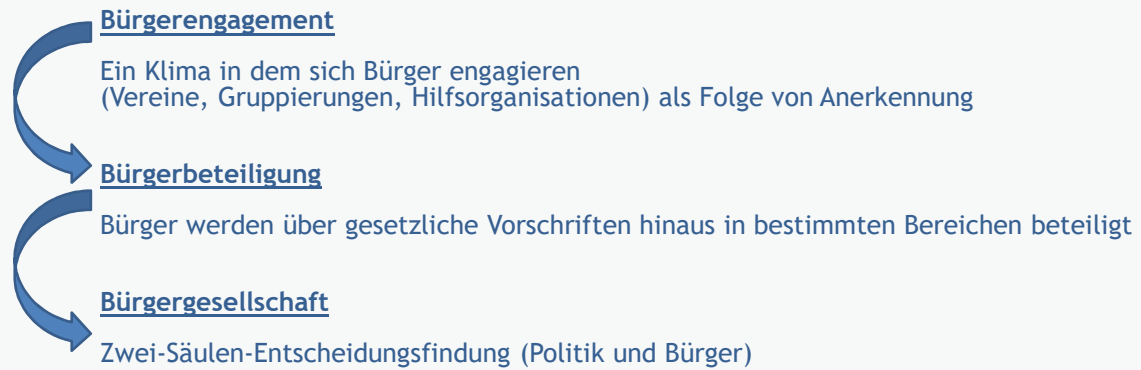 Bürgerengagement
Ein Klima in dem sich Bürger engagieren
(Vereine, Gruppierungen, Hilfsorganisationen) als Folge von Anerkennung
Bürgerbeteiligung
Bürger werden über gesetzliche Vorschriften hinaus in bestimmten Bereichen beteiligt
Bürgergesellschaft
Zwei-Säulen-Entscheidungsfindung (Politik und Bürger)